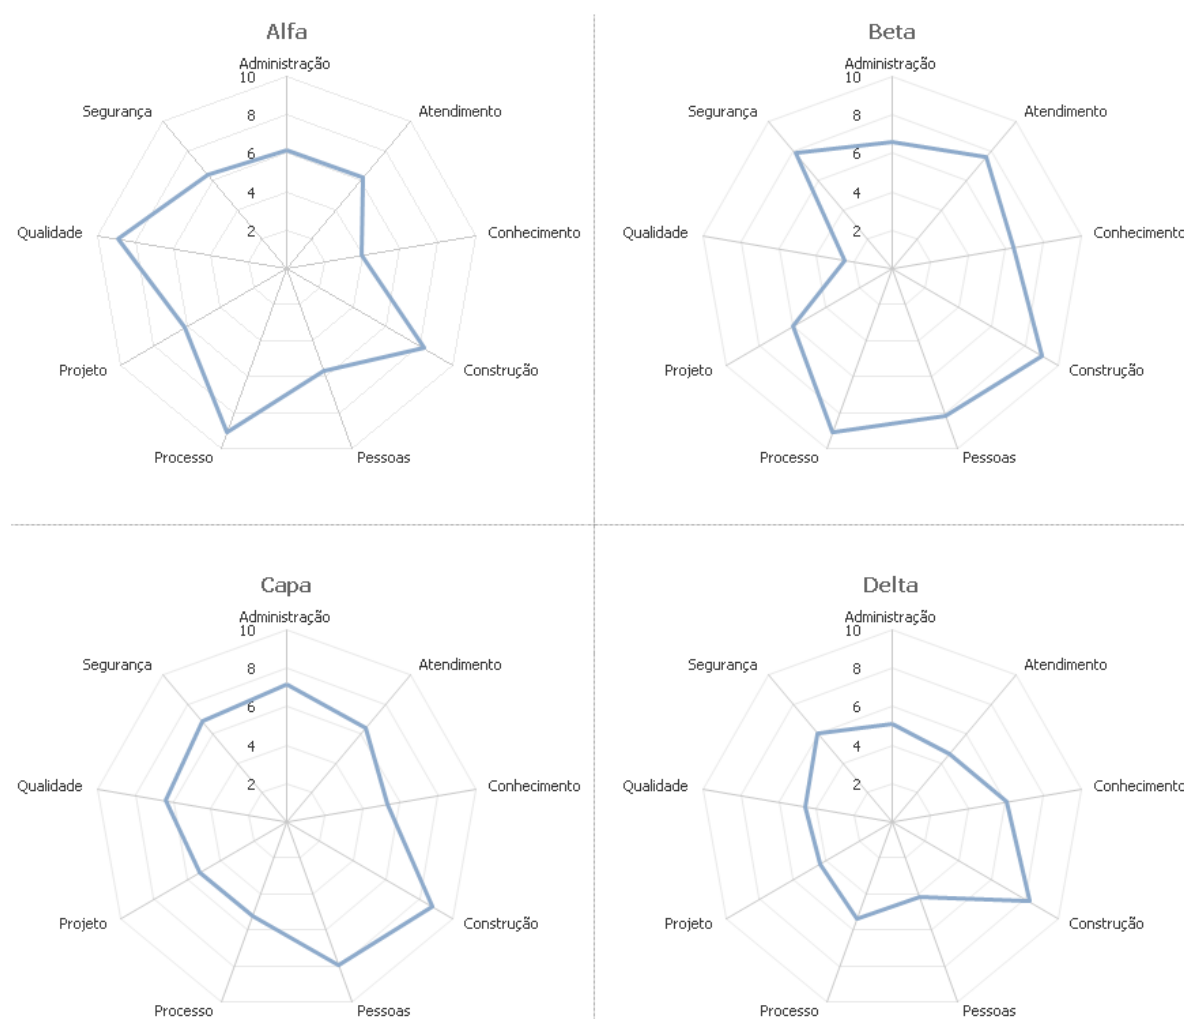 Alfa
Administração
10
Segurança
Atendimento
8
6
4
Qualidade
Conhecimento
2
Projeto
Construção
Processo
Pessoas
Beta
Administração
10
Segurança
Atendimento
8
6
4
Qualidade
Conhecimento
2
Projeto
Construção
Processo
Pessoas
Capa
Administração
10
Segurança
Atendimento
8
6
4
Qualidade
Conhecimento
2
Projeto
Construção
Processo
Pessoas
Delta
Administração
10
Segurança
Atendimento
8
6
4
Qualidade
Conhecimento
2
Projeto
Construção
Processo
Pessoas